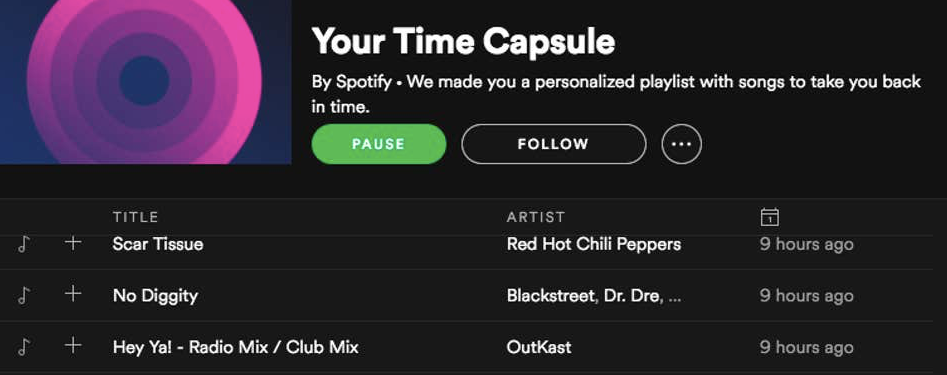 Your Time Capsule
By Spotify • We made you a personalized playlist with songs to take you back
in time.
PAUSE FOLLOW
TITLE ARTIST 1
Scar Tissue Red Hot Chili Peppers 9 hours ago
No Diggity Blackstreet, Dr. Dre, ... 9 hours ago
Hey Ya! - Radio Mix / Club Mix OutKast 9 hours ago